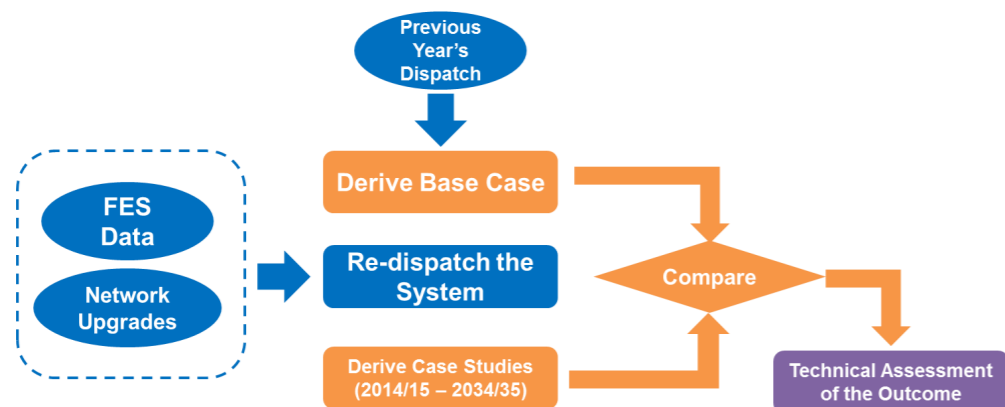 Previous
Year's
Dispatch
Derive Base Case
FES
Data
Network
Upgrades
Re-dispatch the
System
Compare
Derive Case Studies
(2014/15 – 2034/35)
Technical Assessment
of the Outcome